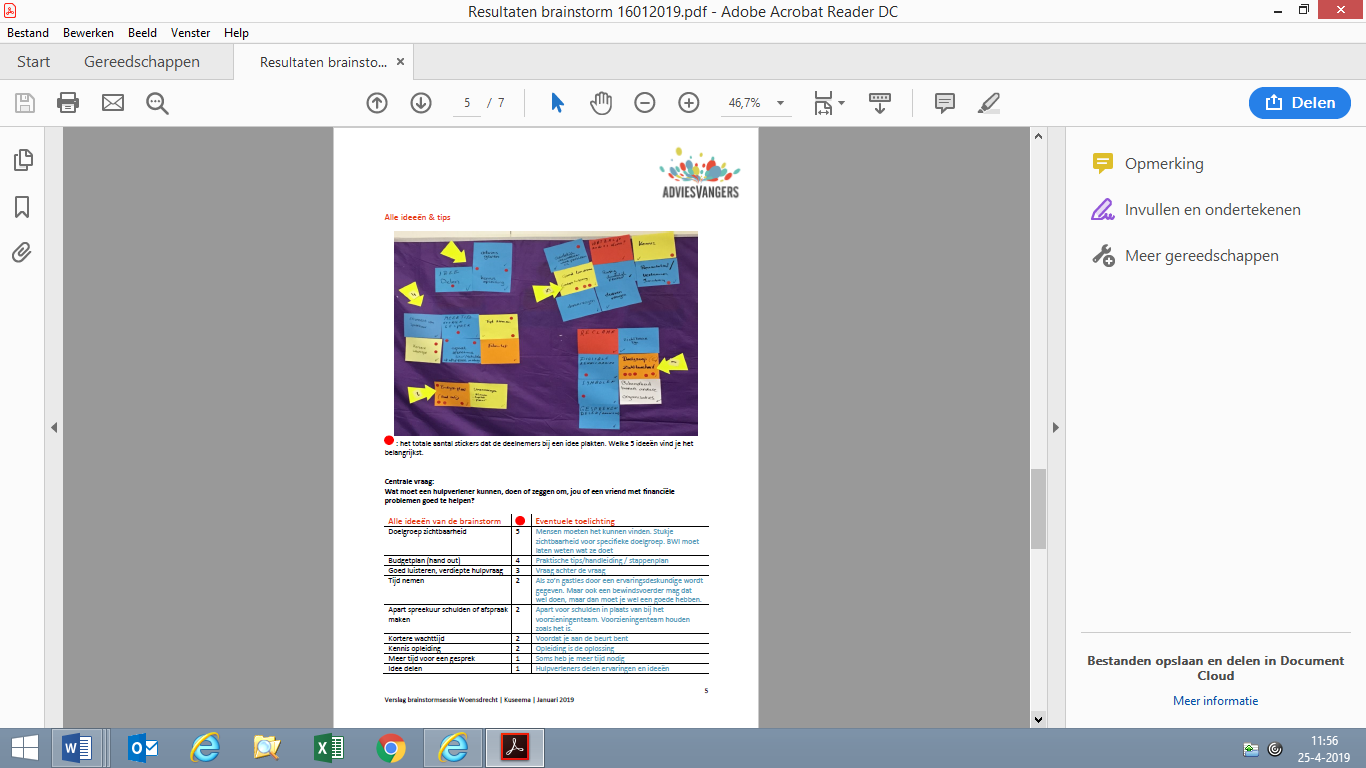 Resultaten brainstorm 16012019.pdf - Adobe Acrobat Reader DC
Bestand Bewerken Beeld Venster Help
Start Gereedschappen Resultaten brainsto... ×
5 / 7 46,7% Delen
ADVIESVANGERS
Alle ideeën & tips
: het totale aantal stickers dat de deelnemers bij een idee plakten. Welke 5 ideeën vind je het
belangrijkst.
Centrale vraag:
Wat moet een hulpverlener kunnen, doen of zeggen om, jou of een vriend met financiële
problemen goed te helpen?
Alle ideeën van de brainstorm Eventuele toelichting
Doelgroep zichtbaarheid 5 Mensen moeten het kunnen vinden. Stukje
zichtbaarheid voor specifieke doelgroep. BWI moet
laten weten wat ze doet
Budgetplan (hand out) 4 Praktische tips/handleiding / stappenplan
Goed luisteren, verdiepte hulpvraag 3 Vraag achter de vraag
Tijd nemen 2 Als zo'n gastles door een ervaringsdeskundige wordt
gegeven. Maar ook een bewindsvoerder mag dat
wel doen, maar dan moet je wel een goede hebben.
Apart spreekuur schulden of afspraak 2 Apart voor schulden in plaats van bij het
maken voorzieningenteam. Voorzieningenteam houden
zoals het is.
Kortere wachttijd 2 Voordat je aan de beurt bent
Kennis opleiding 2 Opleiding is de oplossing
Meer tijd voor een gesprek 1 Soms heb je meer tijd nodig
Idee delen 1 Hulpverleners delen ervaringen en ideeën
5
Verslag brainstormsessie Woensdrecht | Kuseema | Januari 2019
Opmerking
Invullen en ondertekenen
Meer gereedschappen
Bestanden opslaan en delen in Document
Cloud
Meer informatie
11:56
25-4-2019